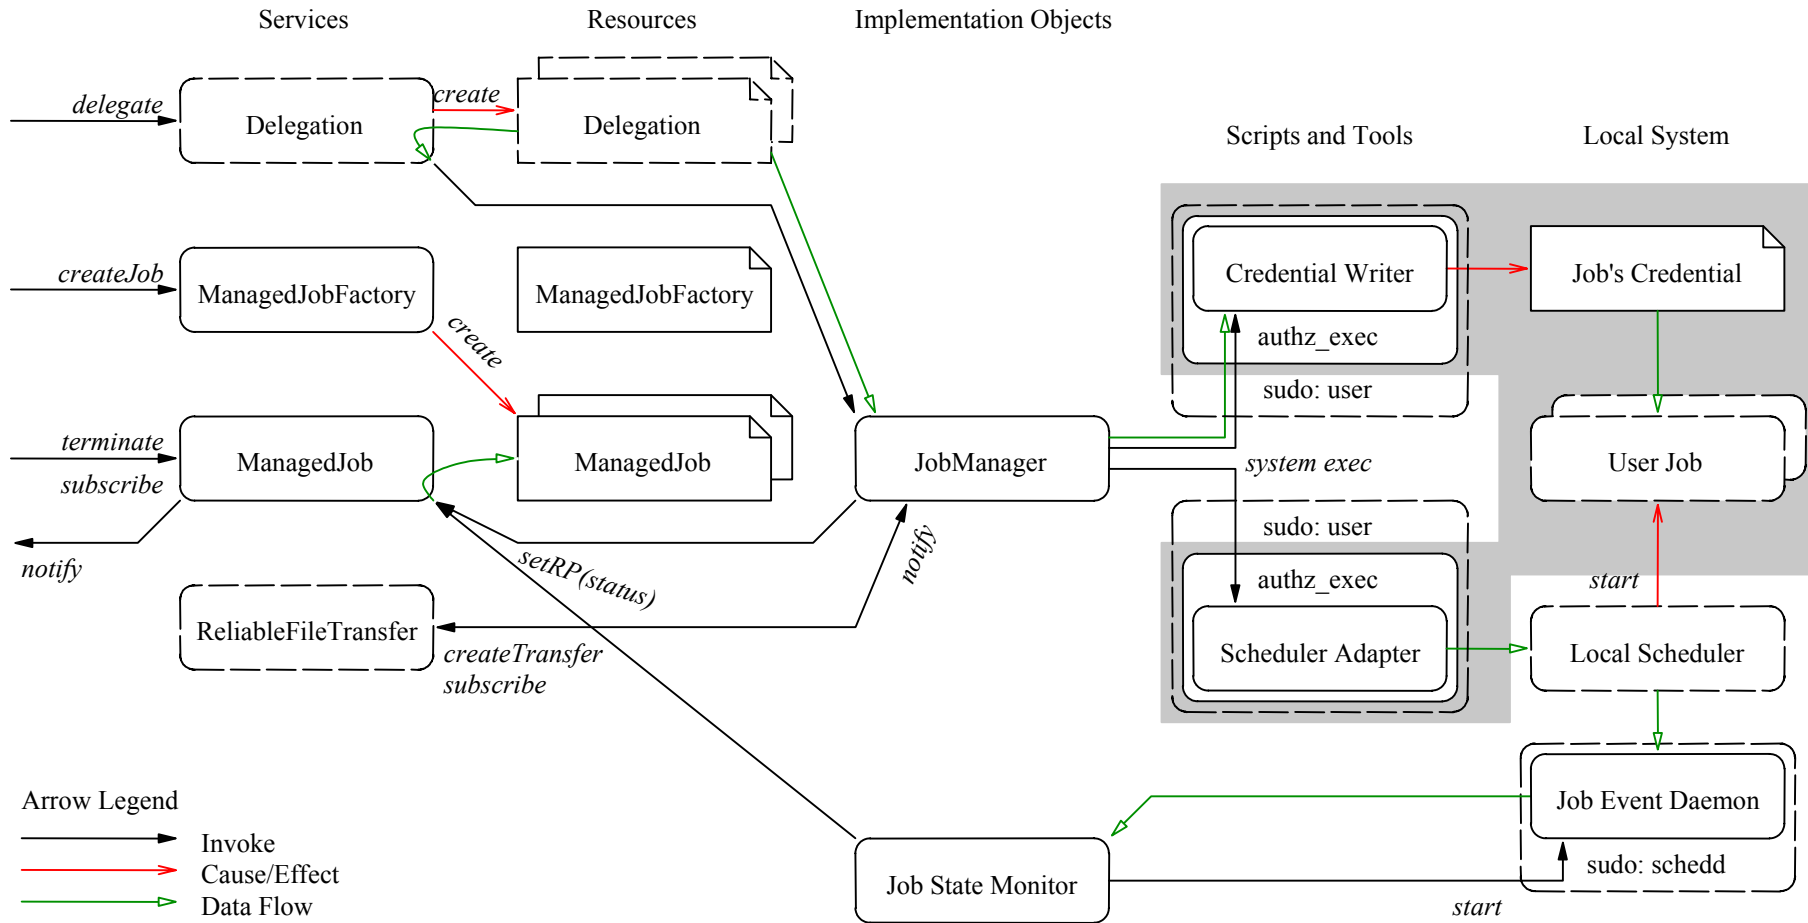 Services
Resources
Implementation Objects
delegate
Delegation
create
Delegation
Scripts and Tools
Local System
createJob
ManagedJobFactory
ManagedJobFactory
create
Credential Writer
authz_exec
sudo: user
Job's Credential
terminate
subscribe
ManagedJob
ManagedJob
JobManager
system exec
User Job
notify
setRP(status)
notify
sudo: user
authz_exec
Scheduler Adapter
start
Local Scheduler
ReliableFileTransfer
createTransfer
subscribe
Arrow Legend
Invoke
Cause/Effect
Data Flow
Job State Monitor
Job Event Daemon
sudo: schedd
start